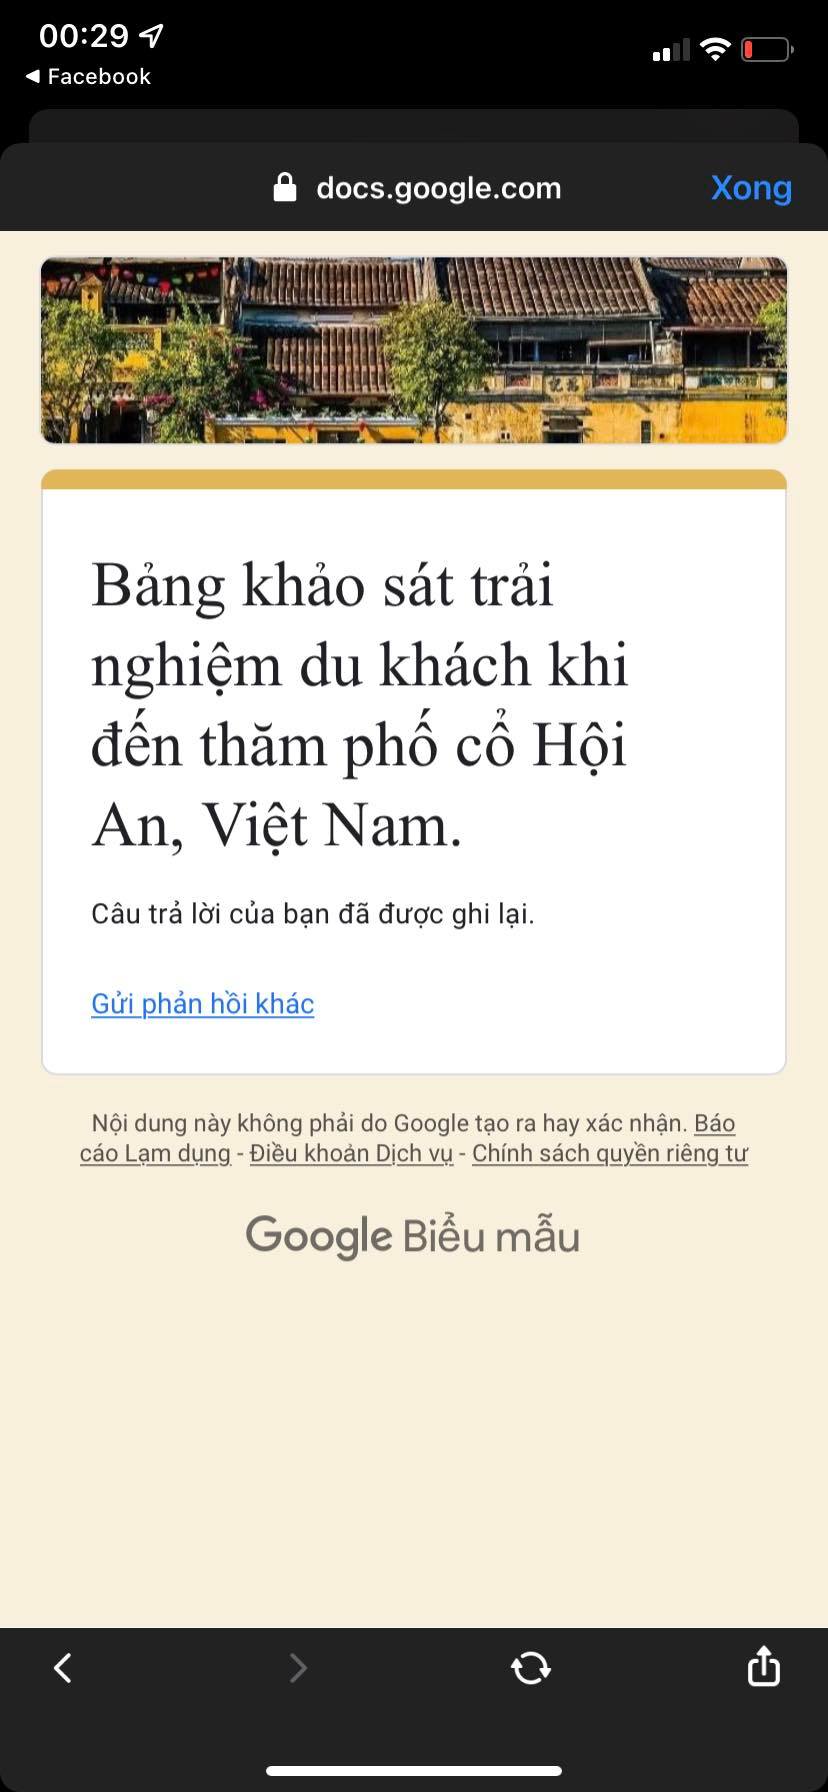 00:29
◀ Facebook
docs.google.com
Xong
Bảng khảo sát trải
nghiệm du khách khi
đến thăm phố cổ Hội
An, Việt Nam.
Câu trả lời của bạn đã được ghi lại.
Gửi phản hồi khác
Nội dung này không phải do Google tạo ra hay xác nhận. Báo
cáo Lạm dụng - Điều khoản Dịch vụ - Chính sách quyền riêng tư
Google Biểu mẫu